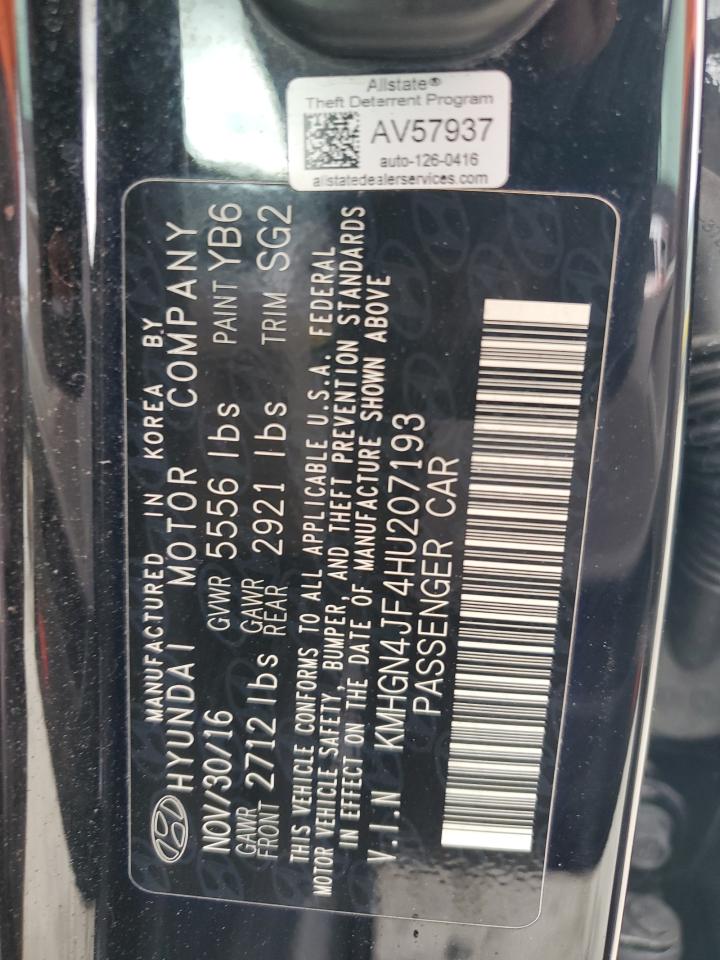 Allstate®
Theft Deterrent Program
AV57937
auto-126-0416
allstatedealerservices.com
MANUFACTURED IN KOREA BY
HYUNDAI MOTOR COMPANY
NOV/30/16 GVWR 5556 lbs PAINT YB6
GAWR FRONT 2712 lbs GAWR REAR 2921 lbs TRIM SG2
THIS VEHICLE CONFORMS TO ALL APPLICABLE U.S.A. FEDERAL
MOTOR VEHICLE SAFETY, BUMPER, AND THEFT PREVENTION STANDARDS
IN EFFECT ON THE DATE OF MANUFACTURE SHOWN ABOVE
V.I.N KMHGN4JF4HU207193
PASSENGER CAR